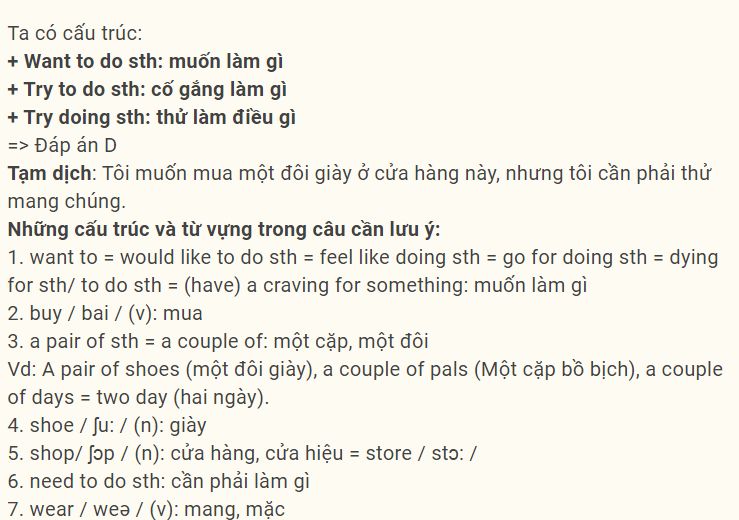 Ta có cấu trúc:
+ Want to do sth: muốn làm gì
+ Try to do sth: cố gắng làm gì
+ Try doing sth: thử làm điều gì
=> Đáp án D
Tạm dịch: Tôi muốn mua một đôi giày ở cửa hàng này, nhưng tôi cần phải thử
mang chúng.
Những cấu trúc và từ vựng trong câu cần lưu ý:
1. want to = would like to do sth = feel like doing sth = go for doing sth = dying
for sth/ to do sth = (have) a craving for something: muốn làm gì
2. buy / bai / (v): mua
3. a pair of sth = a couple of: một cặp, một đôi
Vd: A pair of shoes (một đôi giày), a couple of pals (Một cặp bồ bịch), a couple
of days = two day (hai ngày).
4. shoe / ʃu: / (n): giày
5. shop/ ʃɔp / (n): cửa hàng, cửa hiệu = store / stɔ: /
6. need to do sth: cần phải làm gì
7. wear / weə / (v): mang, mặc